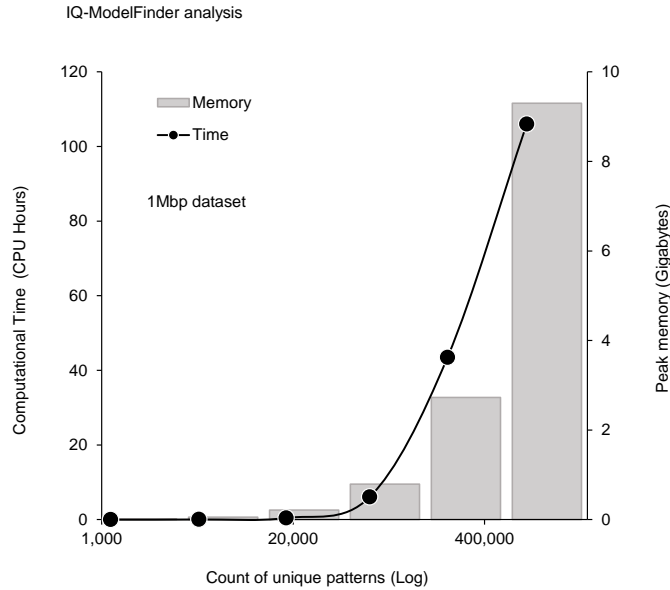 IQ-ModelFinder analysis
120
100
80
60
40
20
0
10
8
6
4
2
0
Memory
Time
1Mbp dataset
1,000
20,000
400,000
Computational Time (CPU Hours)
Peak memory (Gigabytes)
Count of unique patterns (Log)